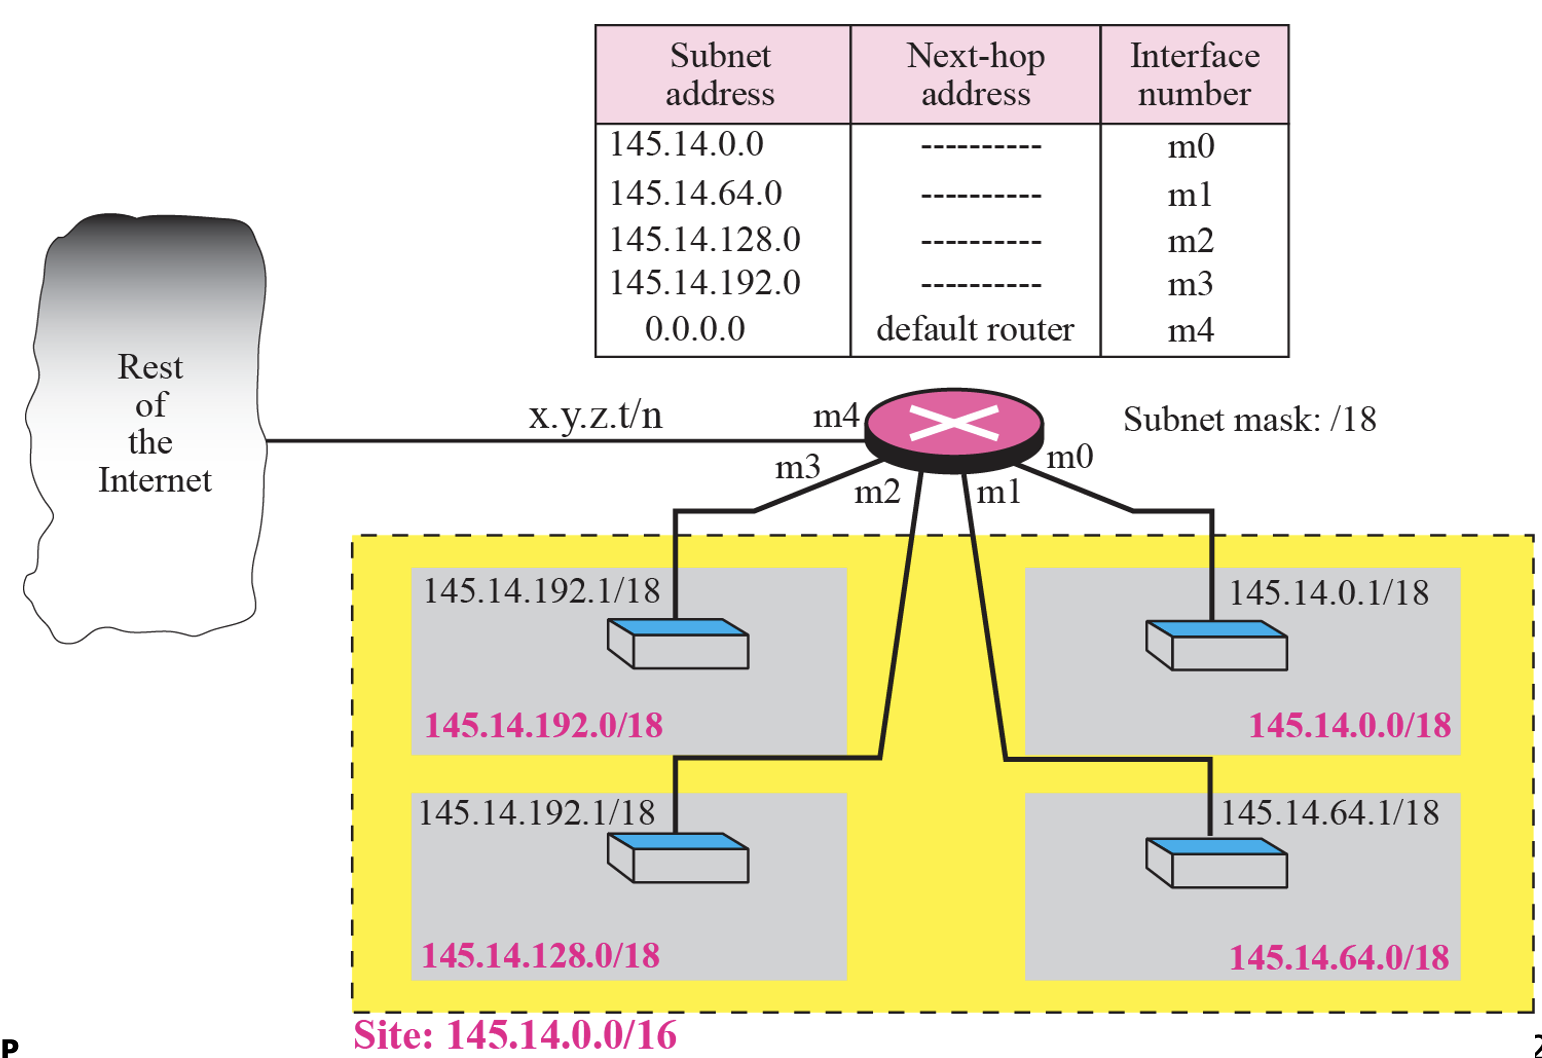 Subnet address Next-hop address Interface number
145.14.0.0 ---------- m0
145.14.64.0 ---------- m1
145.14.128.0 ---------- m2
145.14.192.0 ---------- m3
0.0.0.0 default router m4
Rest
of
the
Internet
x.y.z.t/n
m4
Subnet mask: /18
m3
m2
m1
m0
145.14.192.1/18
145.14.0.1/18
145.14.192.0/18
145.14.0.0/18
145.14.192.1/18
145.14.64.1/18
145.14.128.0/18
145.14.64.0/18
Site: 145.14.0.0/16
P
2